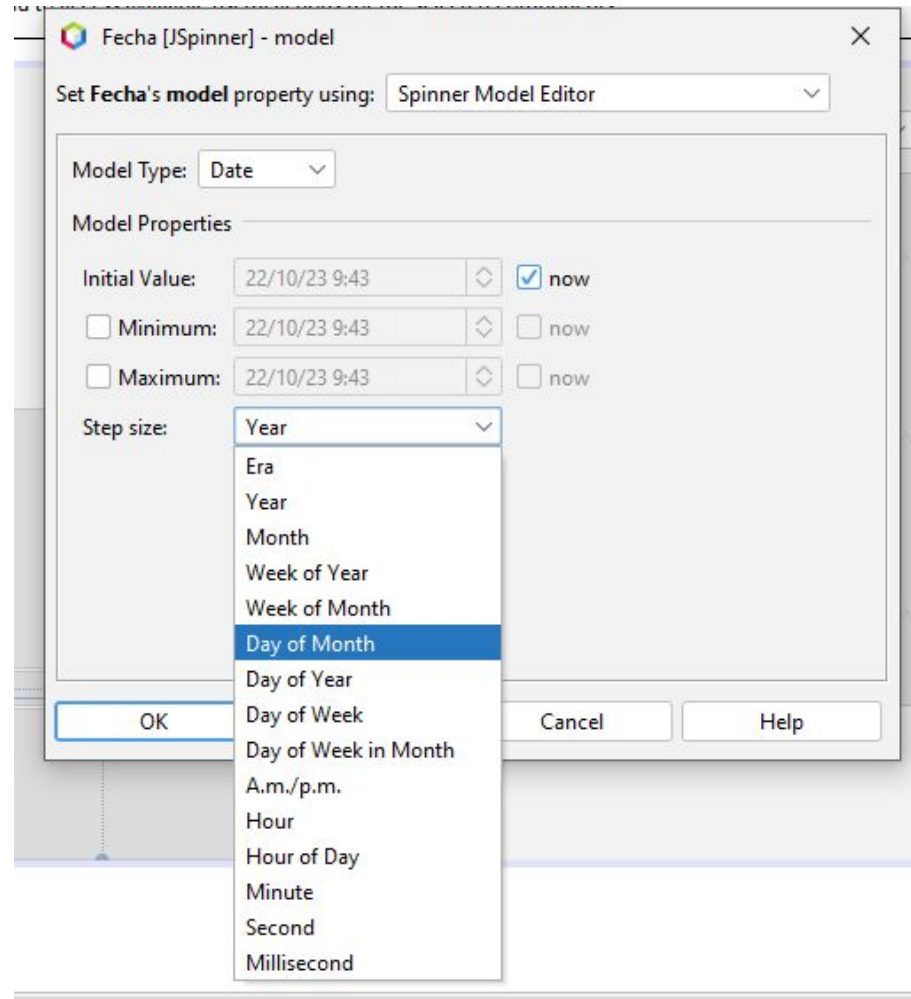 Fecha [JSpinner] - model
Set Fecha's model property using: Spinner Model Editor
Model Type: Date
Model Properties
Initial Value: 22/10/23 9:43 now
Minimum: 22/10/23 9:43 now
Maximum: 22/10/23 9:43 now
Step size: Year
Era
Year
Month
Week of Year
Week of Month
Day of Month
Day of Year
OK Day of Week Cancel Help
Day of Week in Month
A.m./p.m.
Hour
Hour of Day
Minute
Second
Millisecond